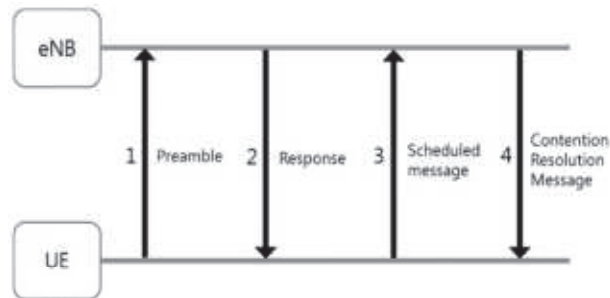 eNB
1 Preamble
2 Response
3 Scheduled
message
4 Contention
Resolution
Message
UE